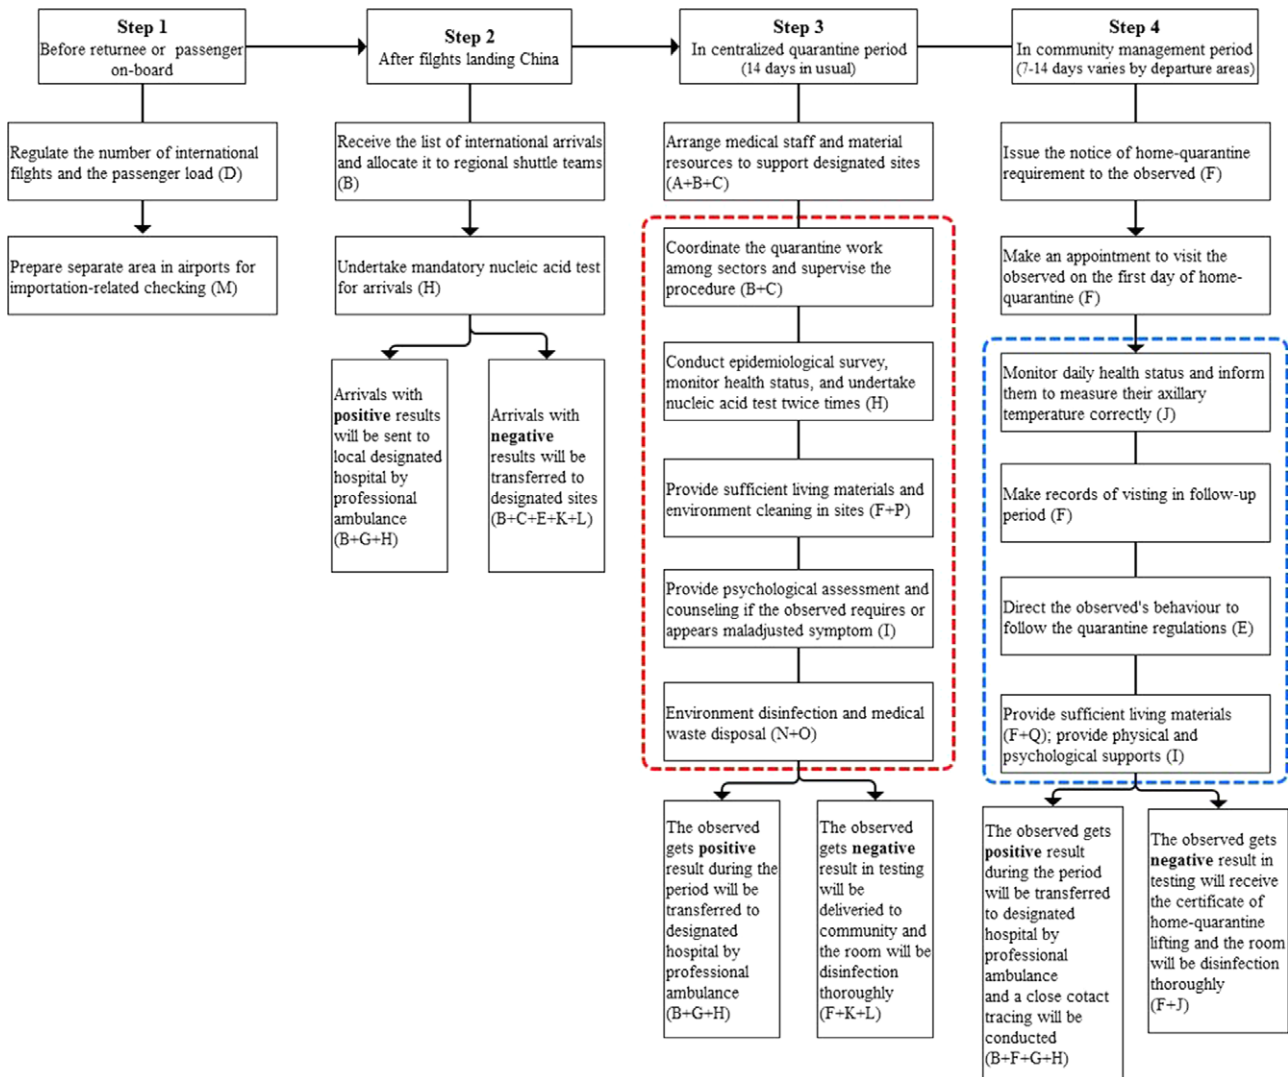 Step 1
Before returnee or passenger
on-board
Regulate the number of international
filghts and the passenger load (D)
Prepare separate area in airports for
importation-related checking (M)
Step 2
After filghts landing China
Receive the list of international arrivals
and allocate it to regional shuttle teams
(B)
Undertake mandatory nucleic acid test
for arrivals (H)
Arrivals with
positive results
will be sent to
local designated
hospital by
professional
ambulance
(B+G+H)
Arrivals with
negative
results will be
transferred to
designated sites
(B+C+E+K+L)
Step 3
In centralized quarantine period
(14 days in usual)
Arrange medical staff and material
resources to support designated sites
(A+B+C)
Coordinate the quarantine work
among sectors and supervise the
procedure (B+C)
Conduct epidemiological survey,
monitor health status, and undertake
nucleic acid test twice times (H)
Provide sufficient living materials and
environment cleaning in sites (F+P)
Provide psychological assessment and
counseling if the observed requires or
appears maladjusted symptom (I)
Environment disinfection and medical
waste disposal (N+O)
The observed
gets positive
result during the
period will be
transferred to
designated
hospital by
professional
ambulance
(B+G+H)
The observed
gets negative
result in testing
will be
deliveried to
community and
the room will be
disinfection
thoroughly
(F+K+L)
Step 4
In community management period
(7-14 days varies by departure areas)
Issue the notice of home-quarantine
requirement to the observed (F)
Make an appointment to visit the
observed on the first day of home-
quarantine (F)
Monitor daily health status and inform
them to measure their axillary
temperature correctly (J)
Make records of visting in follow-up
period (F)
Direct the observed's behaviour to
follow the quarantine regulations (E)
Provide sufficient living materials
(F+Q); provide physical and
psychological supports (I)
The observed gets
positive result
during the period
will be transferred
to designated
hospital by
professional
ambulance
and a close cotact
tracing will be
conducted
(B+F+G+H)
The observed gets
negative result in
testing will receive
the certificate of
home-quarantine
lifting and the room
will be disinfection
thoroughly
(F+J)